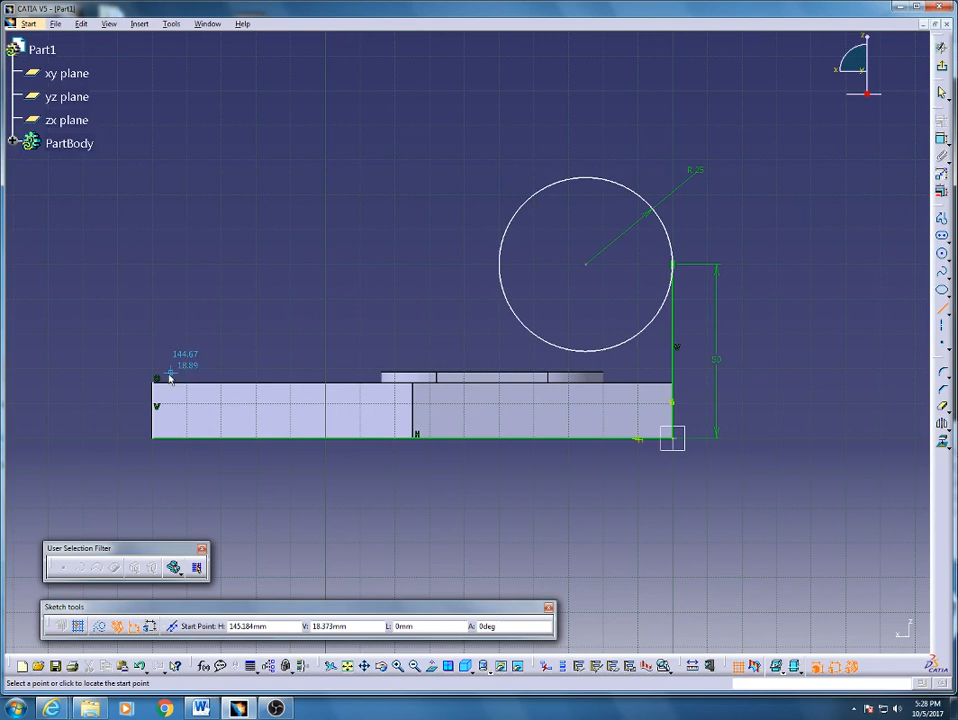 CATIA V5 - [Part1]
Start File Edit View Insert Tools Window Help
Part1
xy plane
yz plane
zx plane
PartBody
z
x y
R 25
144.67
18.89
V
V
50
H
User Selection Filter
Sketch tools
Start Point: H: 145.184mm V: 18.373mm L: 0mm A: 0deg
z
x
CATIA
Select a point or click to locate the start point
5:28 PM
10/5/2017